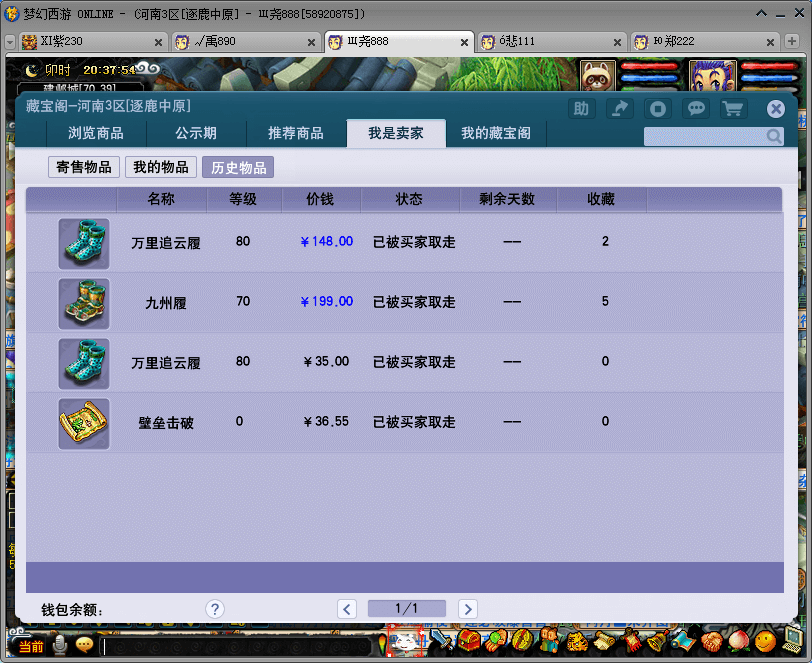 梦幻西游 ONLINE - (河南3区[逐鹿中原] - Ш尧888[58920875])
XI紫230
√禹890
Ш尧888
ó悲111
Ю郑222
卯时 20:37:54
建邺城[70,39]
藏宝阁—河南3区[逐鹿中原]
助
浏览商品
公示期
推荐商品
我是卖家
我的藏宝阁
寄售物品
我的物品
历史物品
名称 等级 价钱 状态 剩余天数 收藏
万里追云履 80 ￥148.00 已被买家取走 —— 2
九州履 70 ￥199.00 已被买家取走 —— 5
万里追云履 80 ￥35.00 已被买家取走 —— 0
壁垒击破 0 ￥36.55 已被买家取走 —— 0
钱包余额:
?
1/1
当前